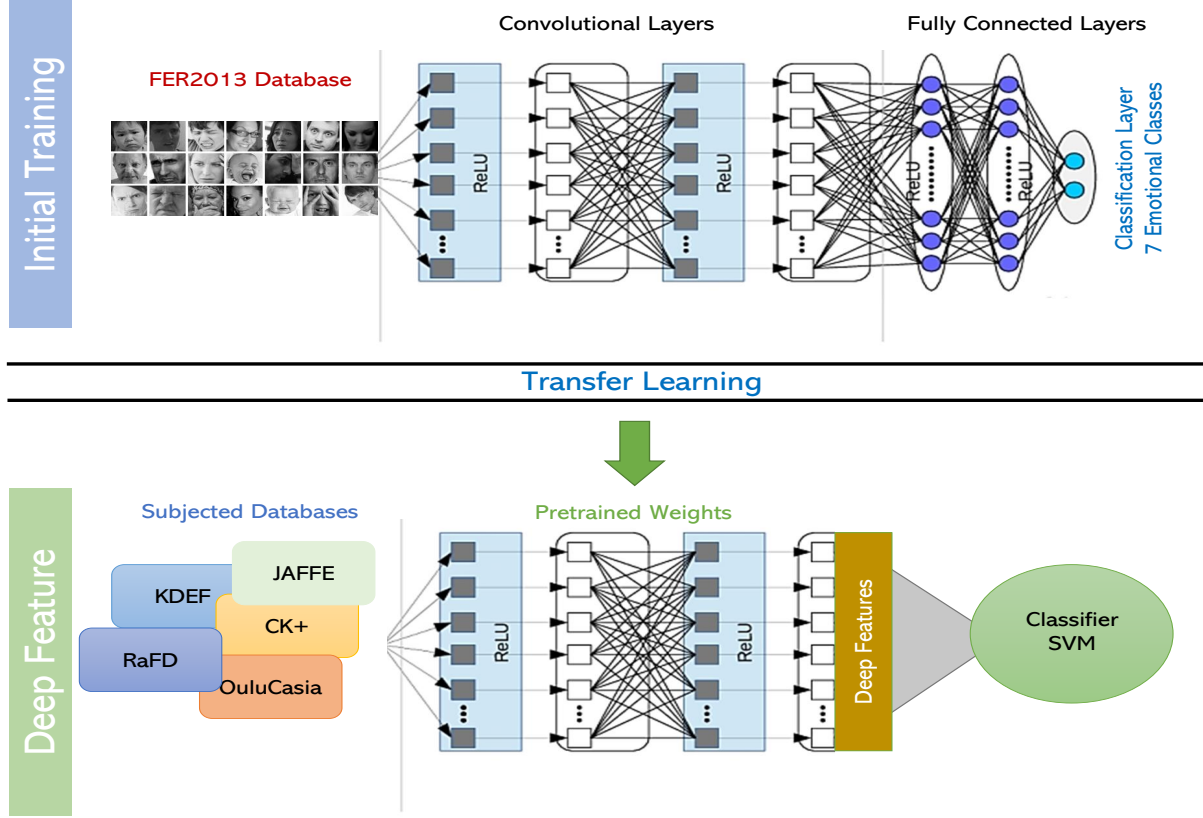 Initial Training
Convolutional Layers
Fully Connected Layers
FER2013 Database
ReLU
ReLU
ReLU
ReLU
Classification Layer
7 Emotional Classes
Transfer Learning
Deep Feature
Subjected Databases
Pretrained Weights
JAFFE
KDEF
CK+
RaFD
OuluCasia
ReLU
ReLU
Deep Features
Classifier
SVM